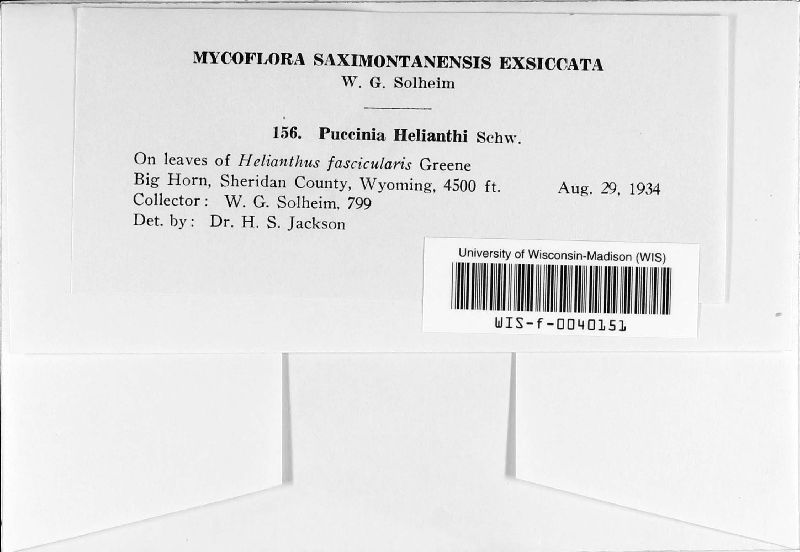 MYCOFLORA SAXIMONTANENSIS EXSICCATA
W. G. Solheim
156. Puccinia Helianthi Schw.
On leaves of Helianthus fascicularis Greene
Big Horn, Sheridan County, Wyoming, 4500 ft. Aug. 29, 1934
Collector: W. G. Solheim, 799
Det. by: Dr. H. S. Jackson
University of Wisconsin-Madison (WIS)
WIS-f-0040151